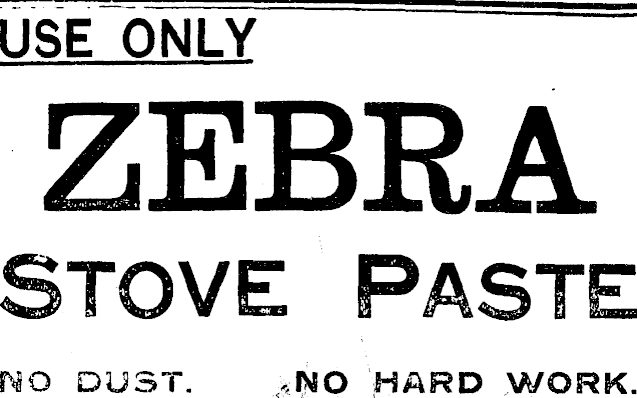 USE ONLY
ZEBRA
STOVE PASTE
NO DUST. NO HARD WORK.